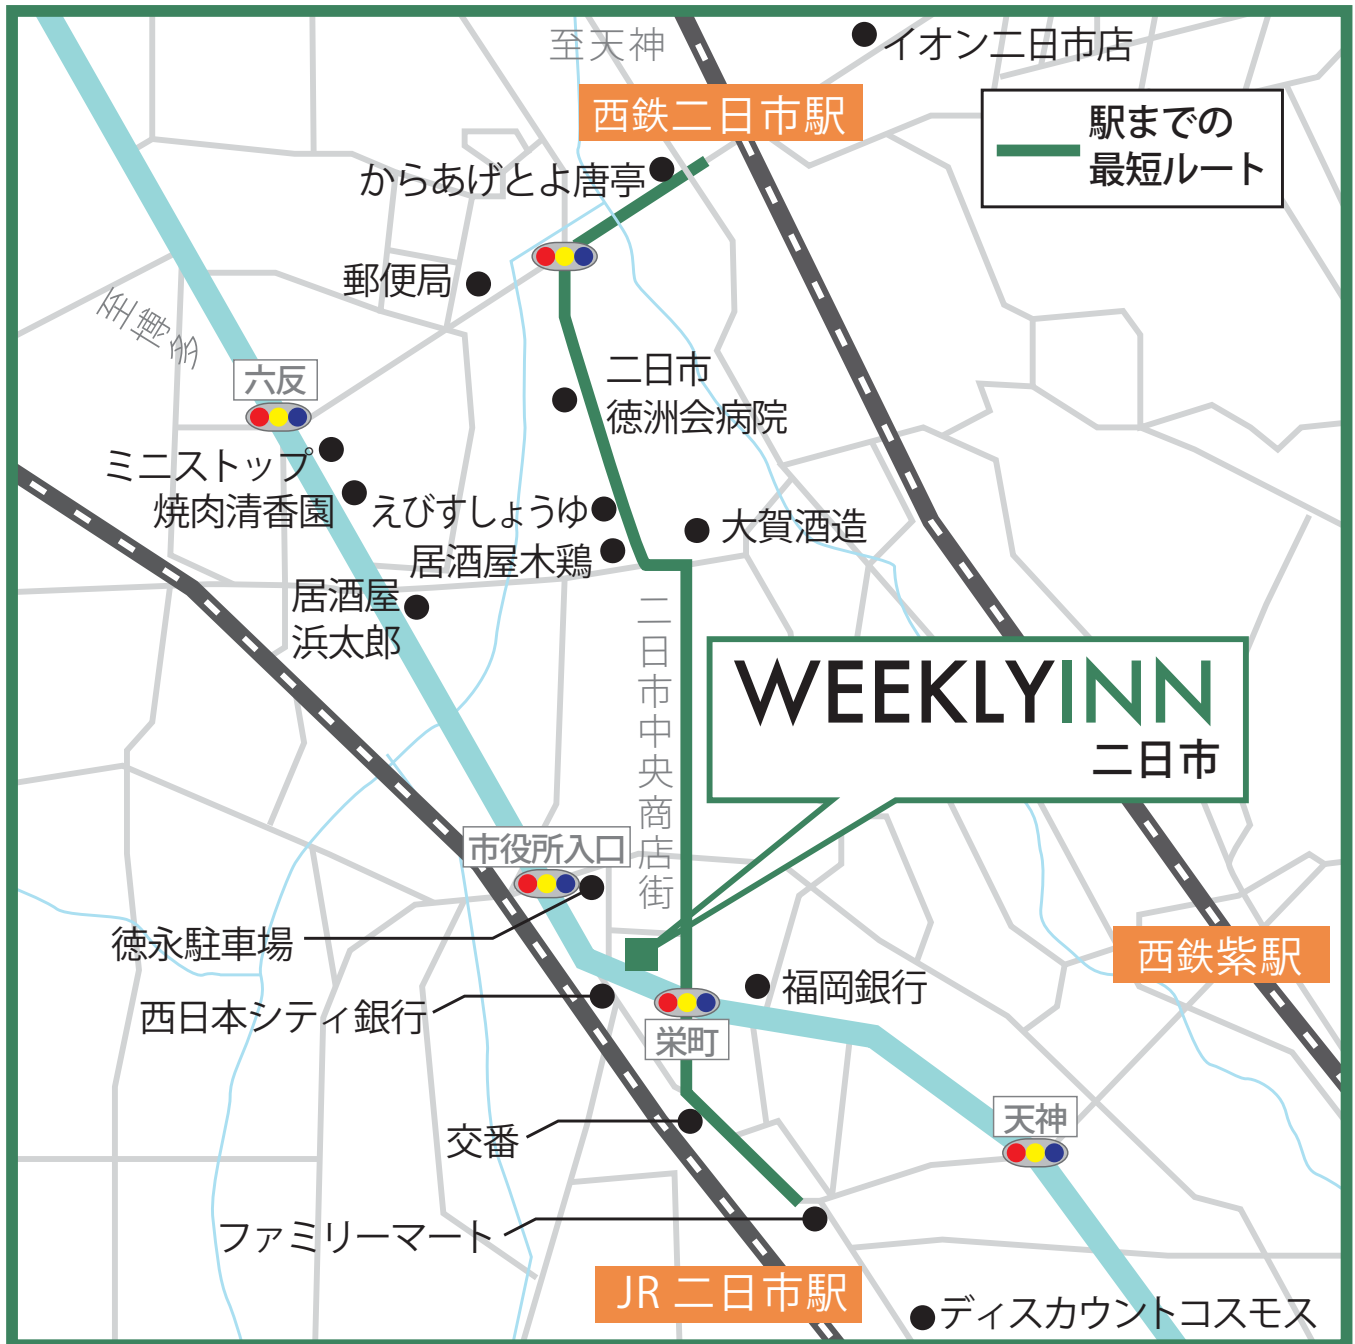 至天神
イオン二日市店
西鉄二日市駅
駅までの
最短ルート
からあげとよ唐亭
郵便局
至博多
六反
二日市
徳洲会病院
ミニストップ
焼肉清香園
えびすしょうゆ
大賀酒造
居酒屋木鶏
居酒屋
浜太郎
二日市中央商店街
WEEKLYINN
二日市
市役所入口
徳永駐車場
西鉄紫駅
福岡銀行
西日本シティ銀行
栄町
天神
交番
ファミリーマート
JR 二日市駅
ディスカウントコスモス